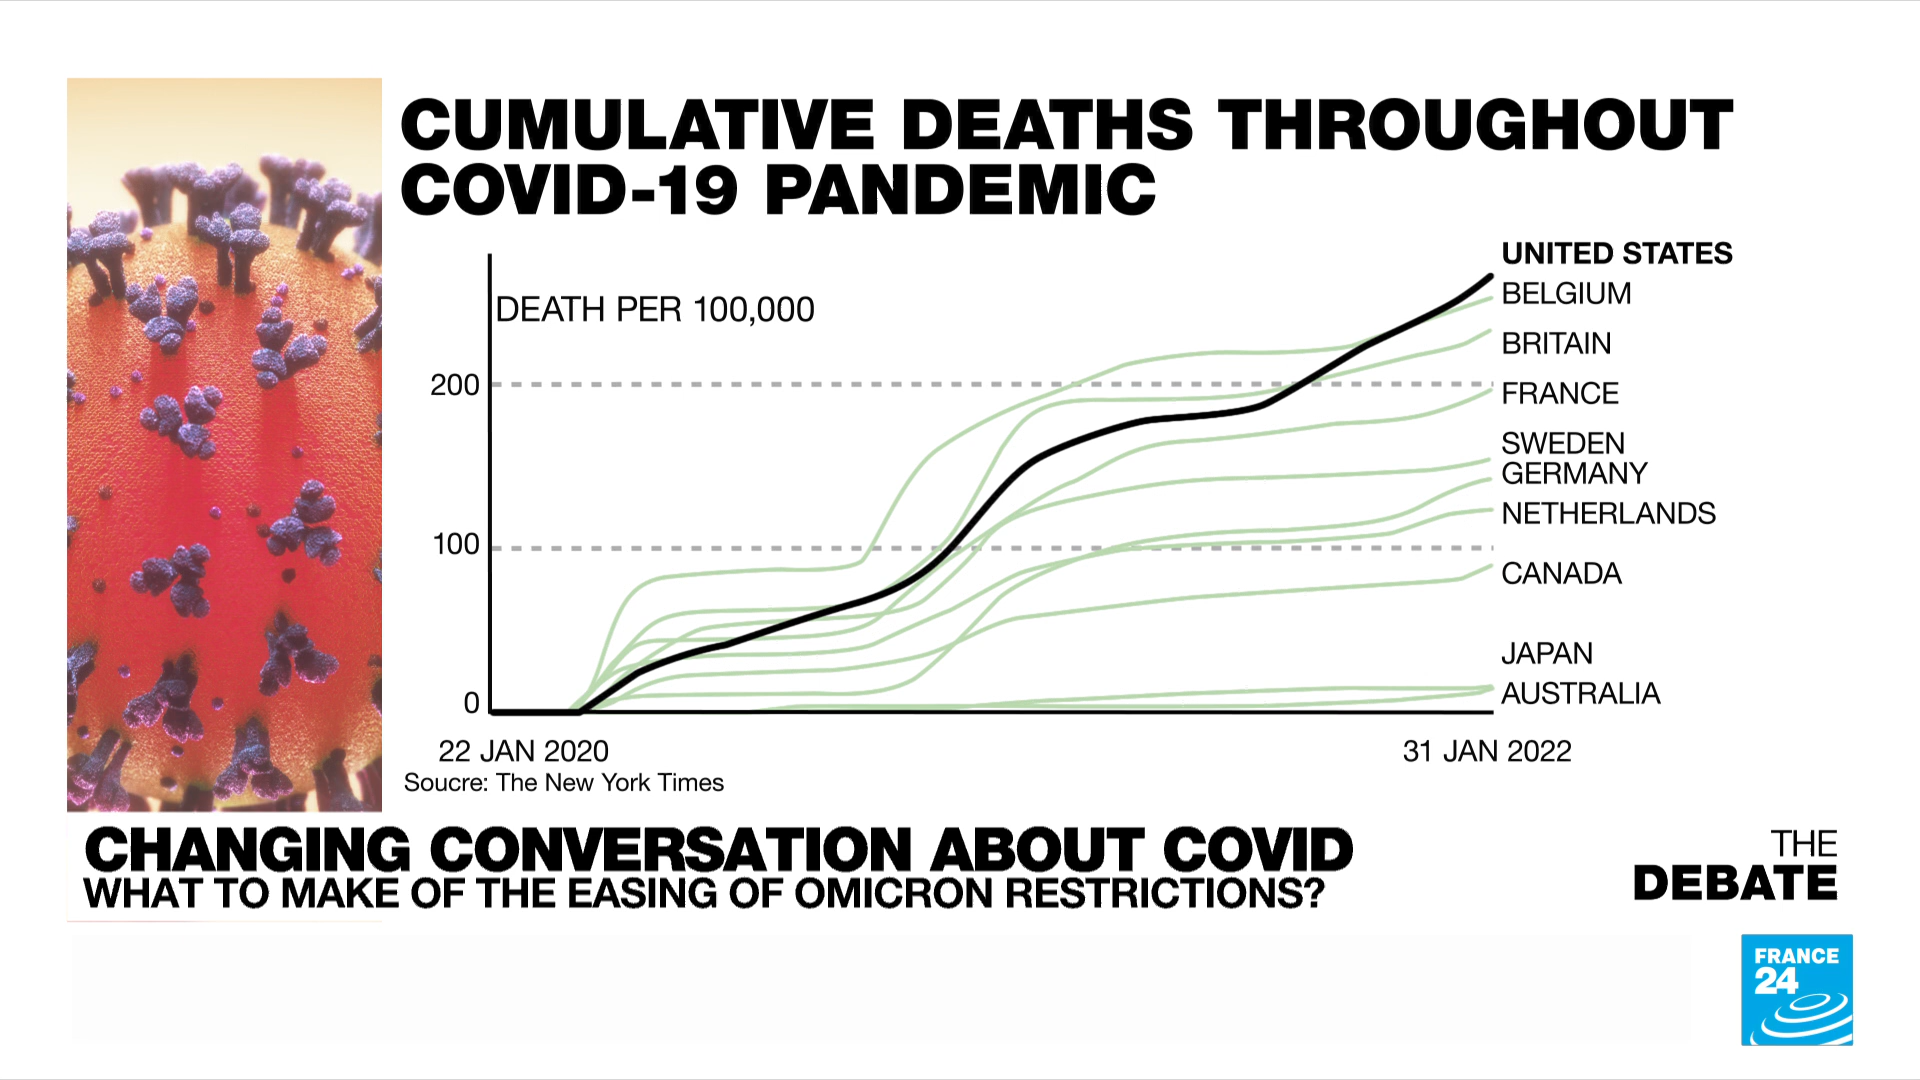 CUMULATIVE DEATHS THROUGHOUT
COVID-19 PANDEMIC
DEATH PER 100,000
200
100
0
UNITED STATES
BELGIUM
BRITAIN
FRANCE
SWEDEN
GERMANY
NETHERLANDS
CANADA
JAPAN
AUSTRALIA
22 JAN 2020
31 JAN 2022
Soucre: The New York Times
CHANGING CONVERSATION ABOUT COVID
WHAT TO MAKE OF THE EASING OF OMICRON RESTRICTIONS?
THE
DEBATE
FRANCE
24